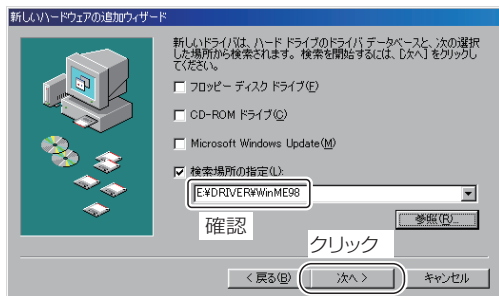 新しいハードウェアの追加ウィザード
新しいドライバは、ハード ドライブのドライバ データベースと、次の選択
した場所から検索されます。検索を開始するには、[次へ] をクリックし
てください。
フロッピー ディスク ドライブ(F)
CD-ROM ドライブ(C)
Microsoft Windows Update(M)
検索場所の指定(L):
E:¥DRIVER¥WinME98
確認
参照(R)...
クリック
< 戻る(B)
次へ >
キャンセル